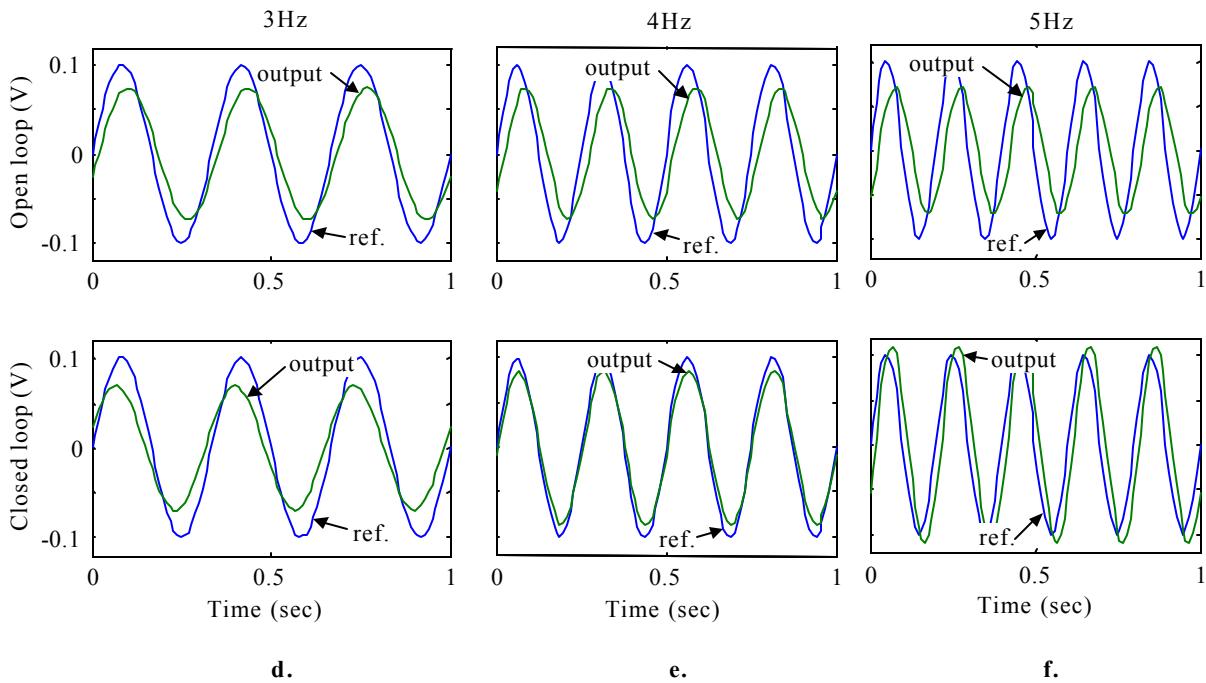 3Hz
4Hz
5Hz
Open loop (V)
0.1
0
-0.1
output
ref.
0
0.5
1
output
ref.
0
0.5
1
output
ref.
0
0.5
1
Closed loop (V)
0.1
0
-0.1
output
ref.
0
0.5
1
Time (sec)
output
ref.
0
0.5
1
Time (sec)
output
ref.
0
0.5
1
Time (sec)
d.
e.
f.